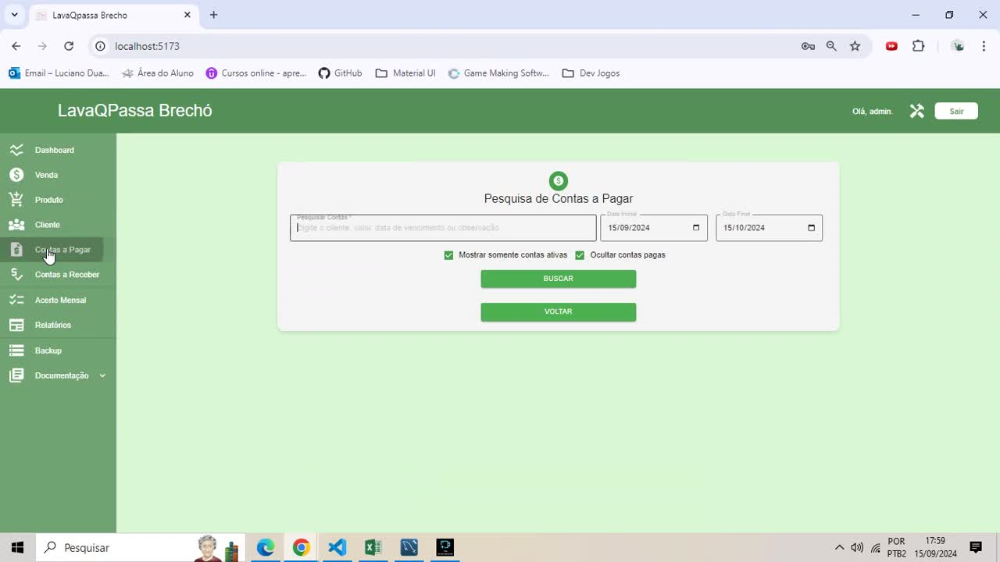 LavaQpassa Brecho
localhost:5173
Email – Luciano Dua...
Área do Aluno
Cursos online - apre...
GitHub
Material UI
Game Making Softw...
Dev Jogos
LavaQPassa Brechó
Olá, admin.
Sair
Dashboard
Venda
Produto
Cliente
Contas a Pagar
Contas a Receber
Acerto Mensal
Relatórios
Backup
Documentação
Pesquisa de Contas a Pagar
Pesquisar Contas *
Digite o cliente, valor, data de vencimento ou observação
Data Inicial
15/09/2024
Data Final
15/10/2024
Mostrar somente contas ativas
Ocultar contas pagas
BUSCAR
VOLTAR
Pesquisar
POR
PTB2
17:59
15/09/2024